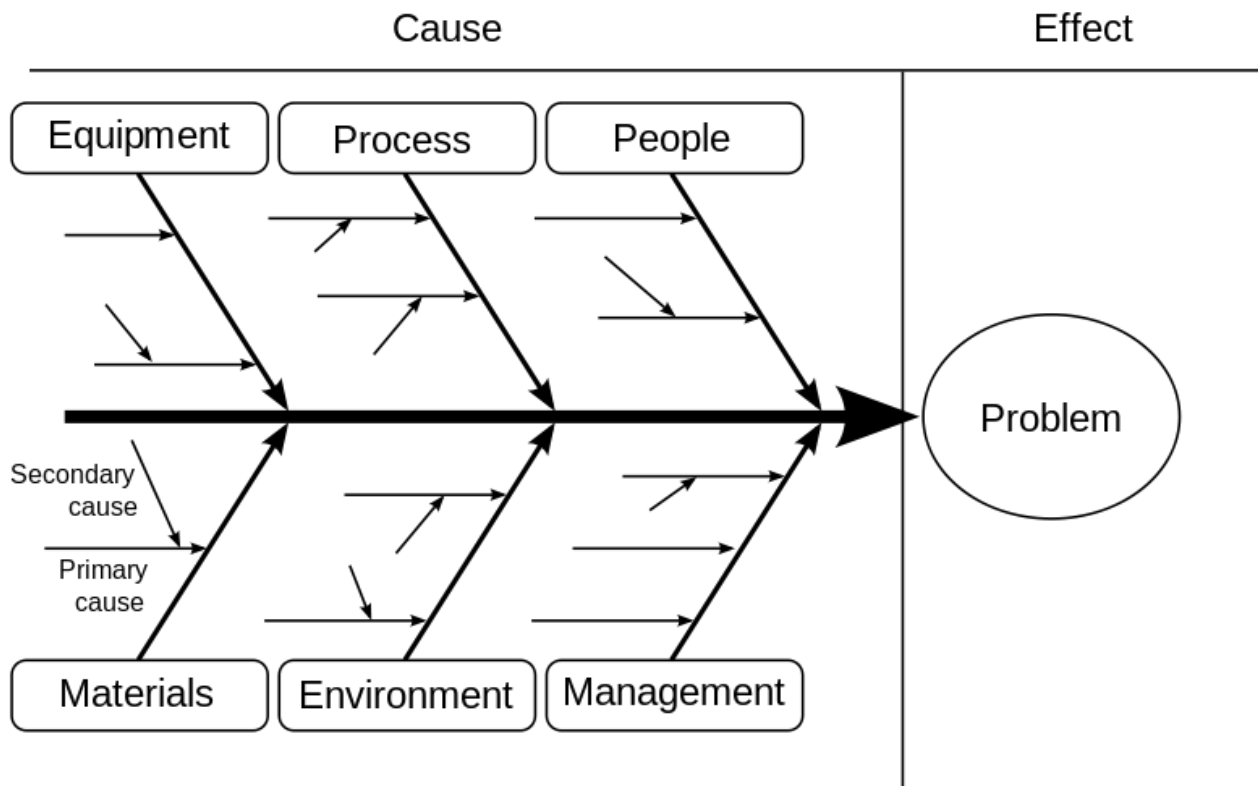 Cause
Effect
Equipment
Process
People
Problem
Secondary
cause
Primary
cause
Materials
Environment
Management